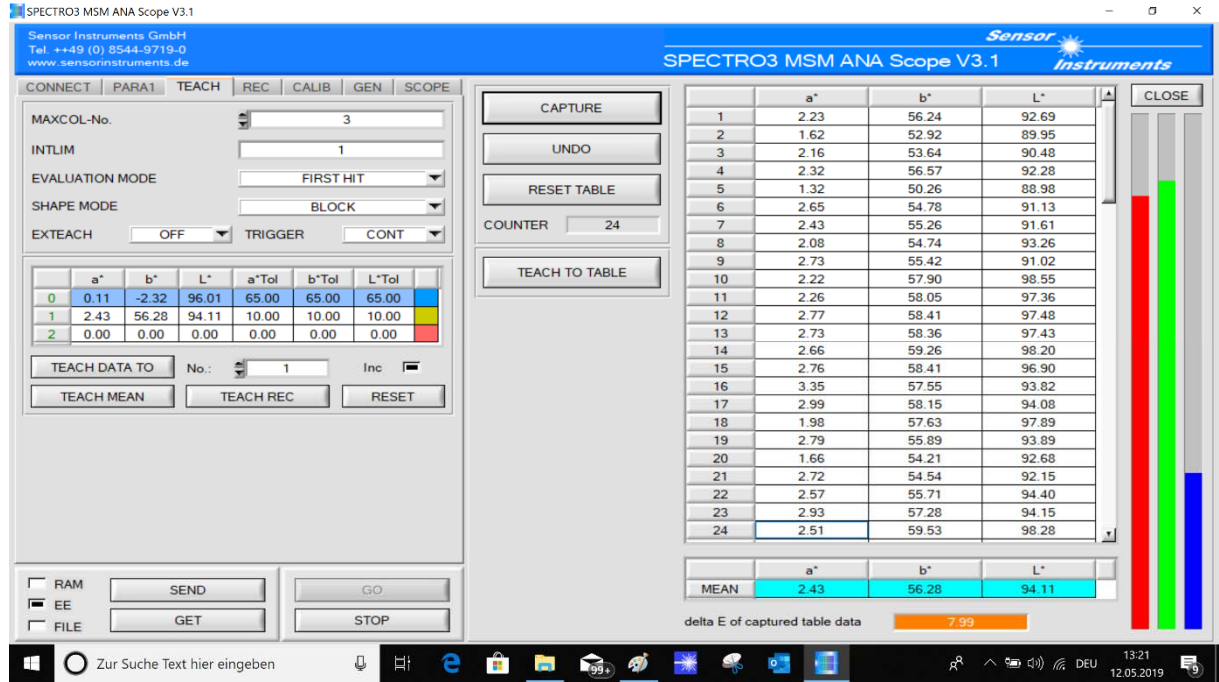 SPECTRO3 MSM ANA Scope V3.1
Sensor Instruments GmbH
Tel. ++49 (0) 8544-9719-0
www.sensorinstruments.de
Sensor
Instruments
SPECTRO3 MSM ANA Scope V3.1
CONNECT PARA1 TEACH REC CALIB GEN SCOPE
MAXCOL-No. 3
INTLIM 1
EVALUATION MODE FIRST HIT
SHAPE MODE BLOCK
EXTEACH OFF TRIGGER CONT
a* b* L* a*Tol b*Tol L*Tol
0 0.11 -2.32 96.01 65.00 65.00 65.00
1 2.43 56.28 94.11 10.00 10.00 10.00
2 0.00 0.00 0.00 0.00 0.00 0.00
TEACH DATA TO No.: 1 Inc
TEACH MEAN TEACH REC RESET
RAM
EE
FILE
SEND
GET
GO
STOP
CAPTURE
UNDO
RESET TABLE
COUNTER 24
TEACH TO TABLE
a* b* L*
1 2.23 56.24 92.69
2 1.62 52.92 89.95
3 2.16 53.64 90.48
4 2.32 56.57 92.28
5 1.32 50.26 88.98
6 2.65 54.78 91.13
7 2.43 55.26 91.61
8 2.08 54.74 93.26
9 2.73 55.42 91.02
10 2.22 57.90 98.55
11 2.26 58.05 97.36
12 2.77 58.41 97.48
13 2.73 58.36 97.43
14 2.66 59.26 98.20
15 2.76 58.41 96.90
16 3.35 57.55 93.82
17 2.99 58.15 94.08
18 1.98 57.63 97.89
19 2.79 55.89 93.89
20 1.66 54.21 92.68
21 2.72 54.54 92.15
22 2.57 55.71 94.40
23 2.93 57.28 94.15
24 2.51 59.53 98.28
a* b* L*
MEAN 2.43 56.28 94.11
delta E of captured table data 7.99
CLOSE
Zur Suche Text hier eingeben
99+
DEU
13:21
12.05.2019
9